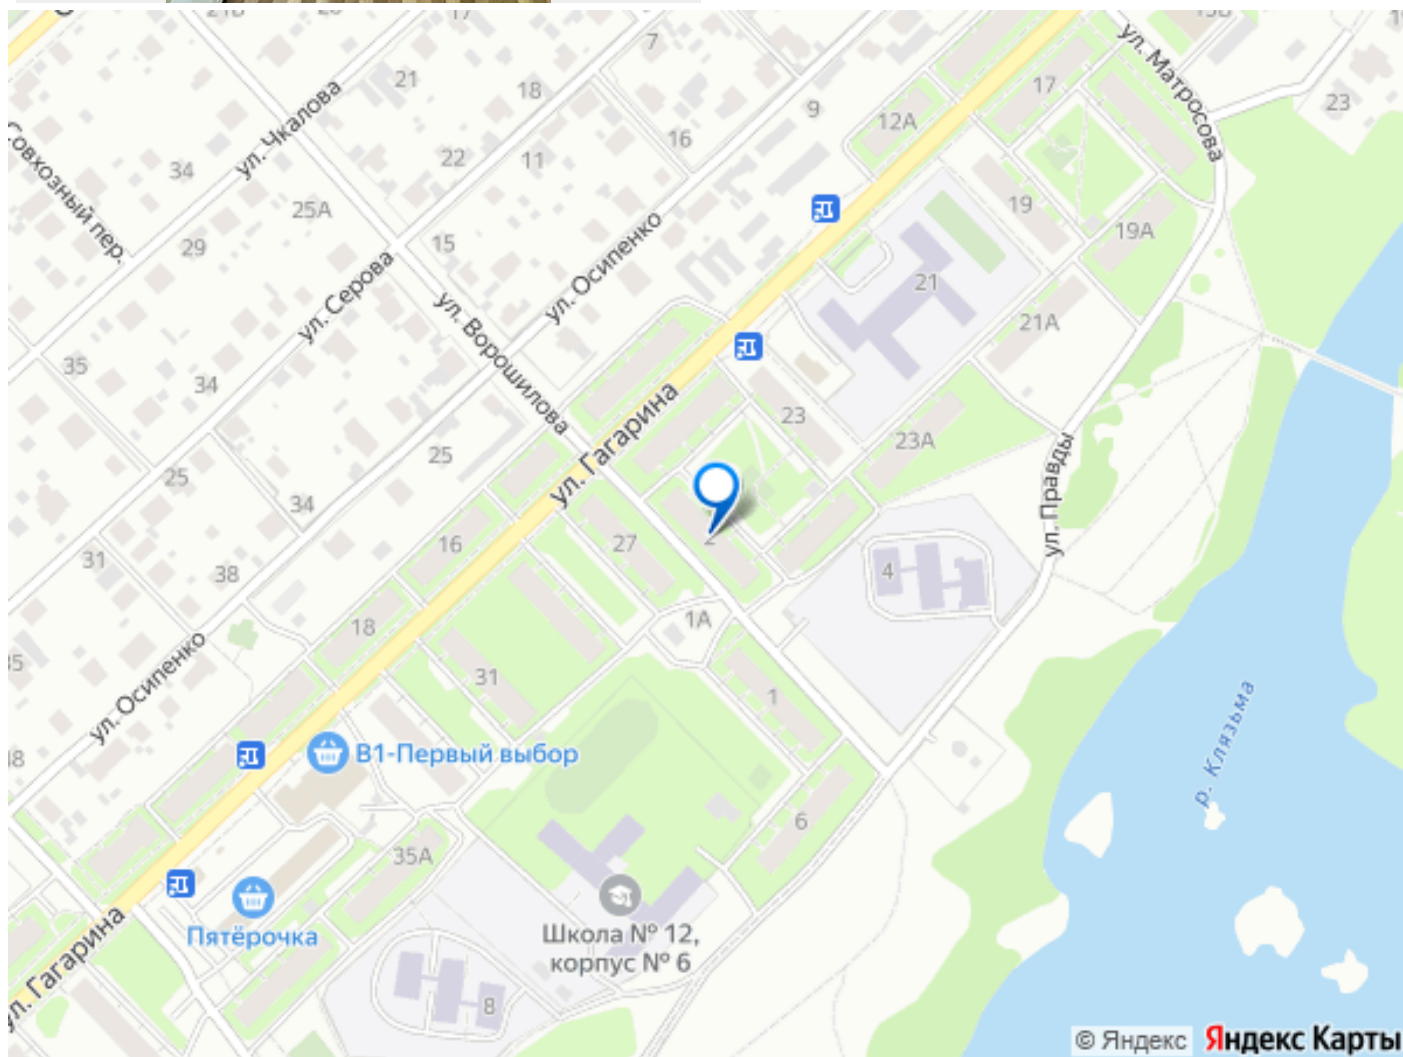 7
21
18
9
17
12А
23
ул. Матросова
ул. Чкалова
Совхозный пер.
34
22
11
16
25А
29
15
ул. Осипенко
19
19А
ул. Серова
ул. Ворошилова
21
21А
35
34
25
25
34
ул. Гагарина
23
23А
ул. Правды
31
38
16
27
2
4
18
1А
31
1
ул. Осипенко
В1-Первый выбор
р. Клязьма
6
35А
Пятёрочка
Школа № 12,
корпус № 6
ул. Гагарина
8
© Яндекс Яндекс Карты